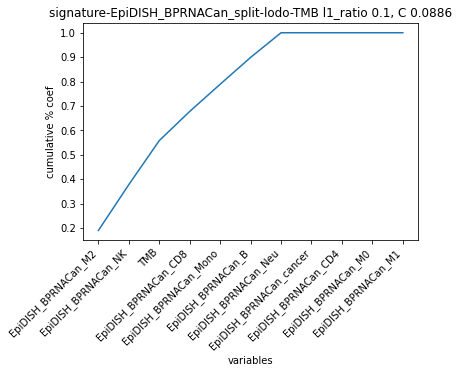 signature-EpiDISH_BPRNACan_split-lodo-TMB l1_ratio 0.1, C 0.0886
1.0
0.9
0.8
0.7
0.6
0.5
0.4
0.3
0.2
cumulative % coef
EpiDISH_BPRNACan_M2
EpiDISH_BPRNACan_NK
TMB
EpiDISH_BPRNACan_CD8
EpiDISH_BPRNACan_Mono
EpiDISH_BPRNACan_B
EpiDISH_BPRNACan_Neu
EpiDISH_BPRNACan_cancer
EpiDISH_BPRNACan_CD4
EpiDISH_BPRNACan_M0
EpiDISH_BPRNACan_M1
variables